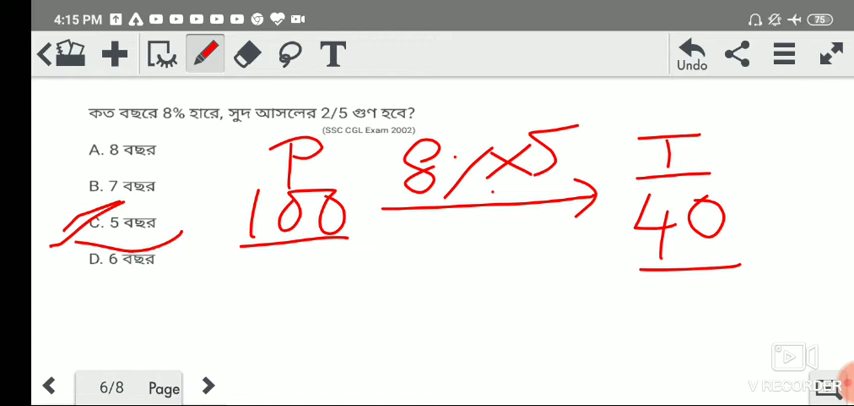 4:15 PM
75
T
Undo
কত বছরে 8% হারে, সুদ আসলের 2/5 গুণ হবে?
(SSC CGL Exam 2002)
A. 8 বছর
B. 7 বছর
C. 5 বছর
D. 6 বছর
P 8%×5 I
100 40
6/8 Page
V RECORDER